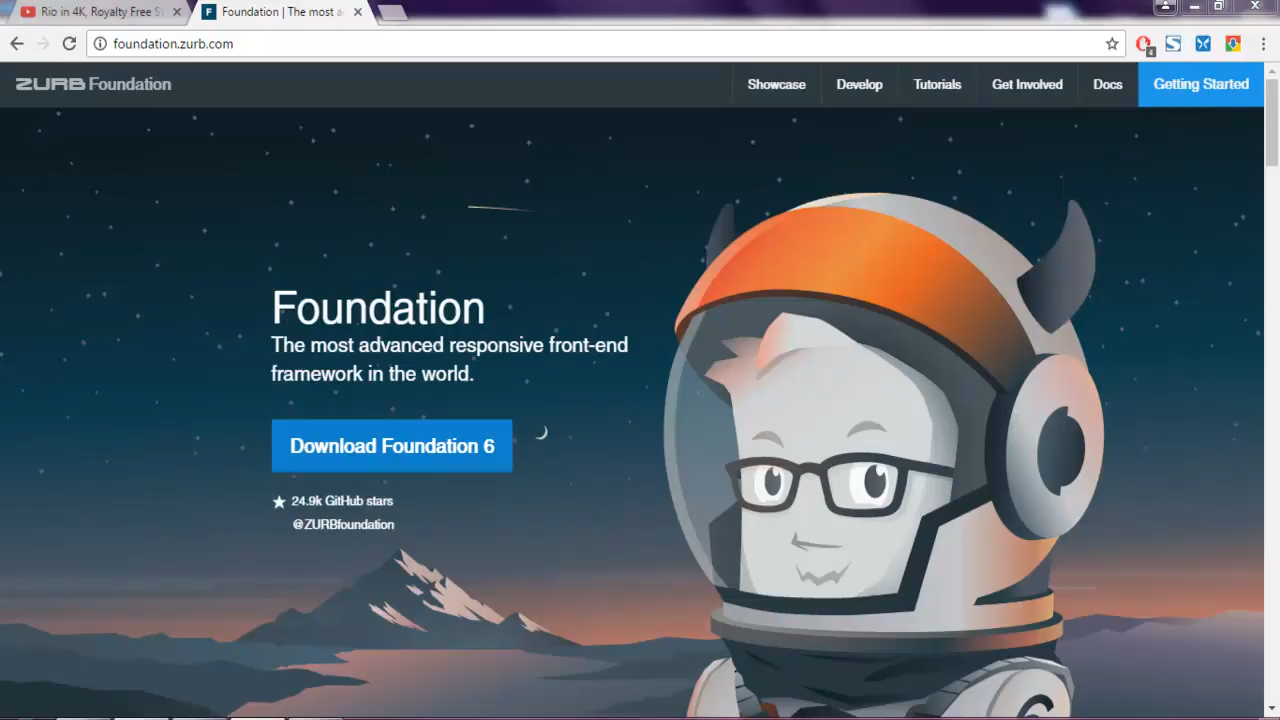 Rio in 4K, Royalty Free S
Foundation | The most a
foundation.zurb.com
4
ZURB Foundation
Showcase
Develop
Tutorials
Get Involved
Docs
Getting Started
Foundation
The most advanced responsive front-end
framework in the world.
Download Foundation 6
★ 24.9k GitHub stars
@ZURBfoundation